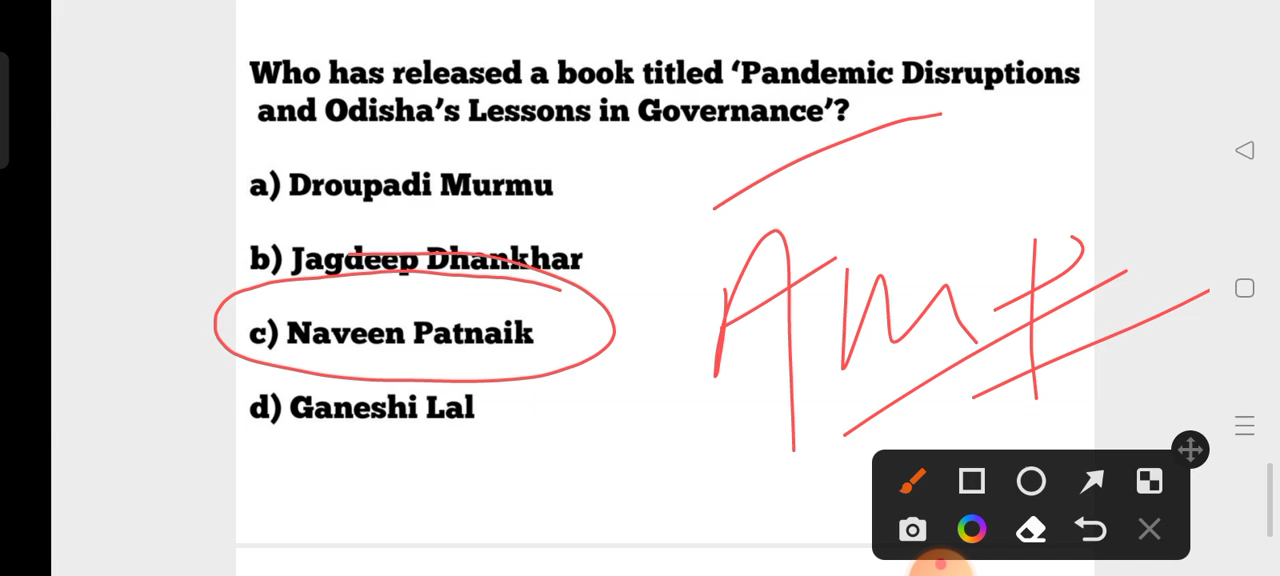 Who has released a book titled ‘Pandemic Disruptions
and Odisha’s Lessons in Governance’?
a) Droupadi Murmu
b) Jagdeep Dhankhar
c) Naveen Patnaik
d) Ganeshi Lal